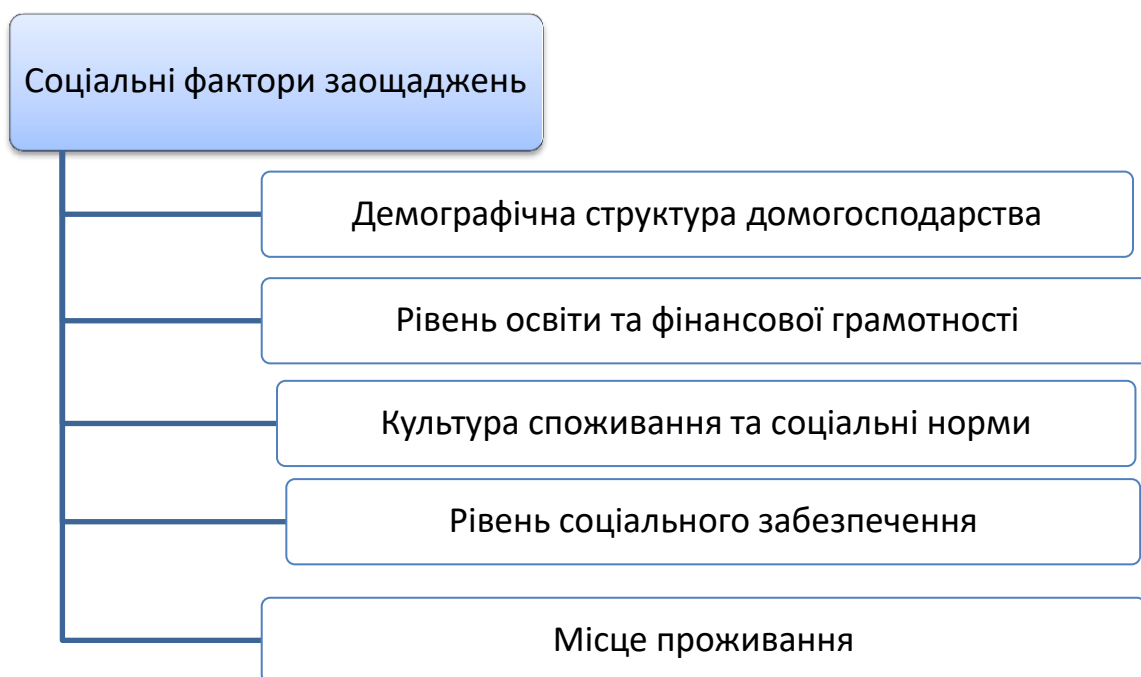 Соціальні фактори заощаджень
Демографічна структура домогосподарства
Рівень освіти та фінансової грамотності
Культура споживання та соціальні норми
Рівень соціального забезпечення
Місце проживання